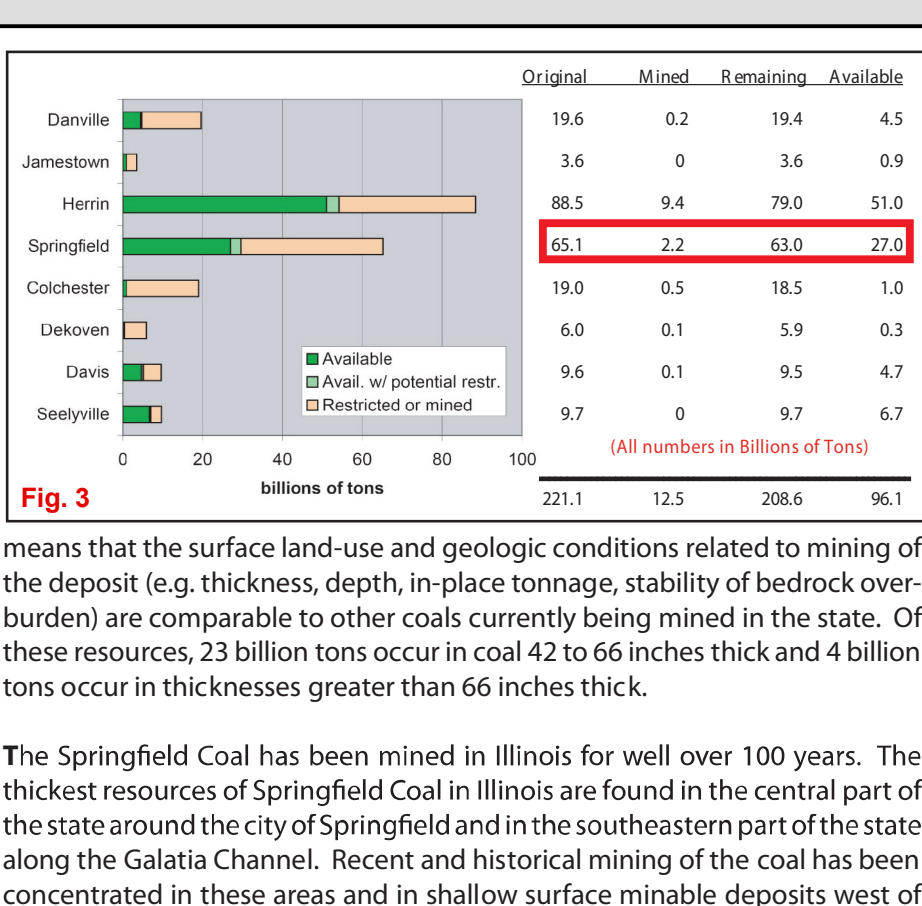 Original Mined Remaining Available
Danville 19.6 0.2 19.4 4.5
Jamestown 3.6 0 3.6 0.9
Herrin 88.5 9.4 79.0 51.0
Springfield 65.1 2.2 63.0 27.0
Colchester 19.0 0.5 18.5 1.0
Dekoven 6.0 0.1 5.9 0.3
Davis 9.6 0.1 9.5 4.7
Seelyville 9.7 0 9.7 6.7
Available
Avail. w/ potential restr.
Restricted or mined
(All numbers in Billions of Tons)
0 20 40 60 80 100
billions of tons
Fig. 3
221.1 12.5 208.6 96.1
means that the surface land-use and geologic conditions related to mining of
the deposit (e.g. thickness, depth, in-place tonnage, stability of bedrock over-
burden) are comparable to other coals currently being mined in the state. Of
these resources, 23 billion tons occur in coal 42 to 66 inches thick and 4 billion
tons occur in thicknesses greater than 66 inches thick.
The Springfield Coal has been mined in Illinois for well over 100 years. The
thickest resources of Springfield Coal in Illinois are found in the central part of
the state around the city of Springfield and in the southeastern part of the state
along the Galatia Channel. Recent and historical mining of the coal has been
concentrated in these areas and in shallow surface minable deposits west of